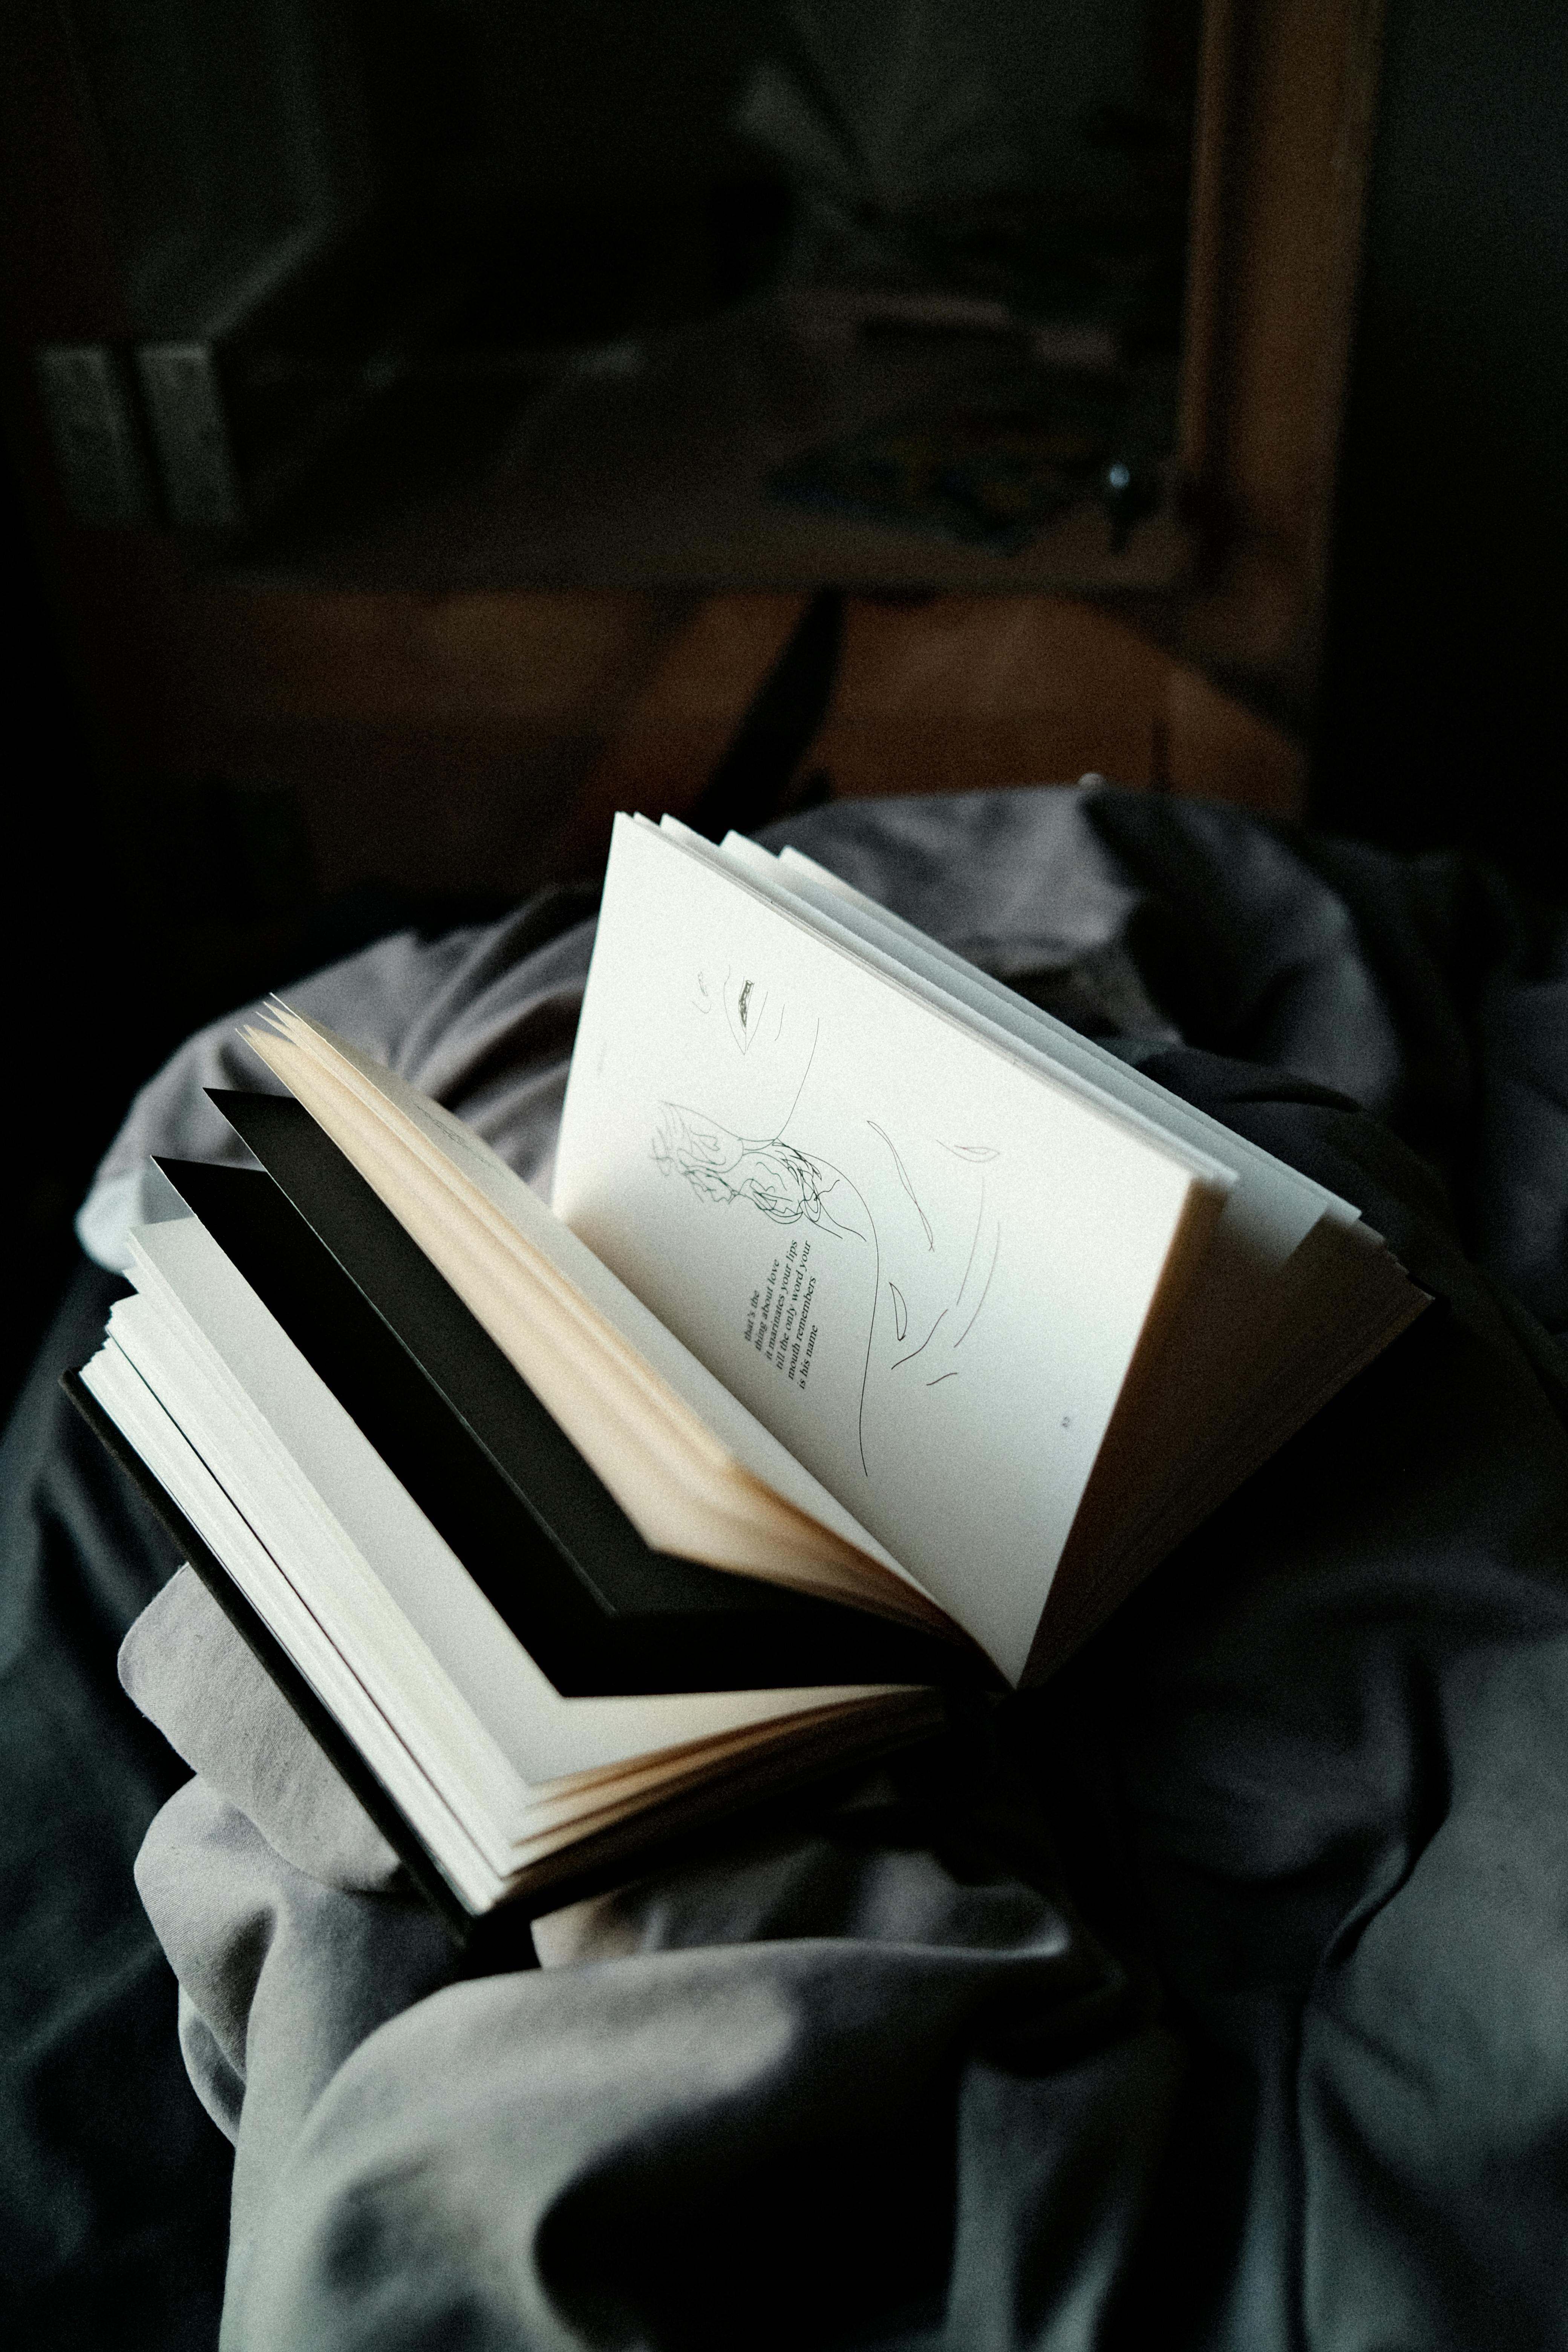 that's the
thing about love
it marinates your lips
till the only word your
mouth remembers
is his name